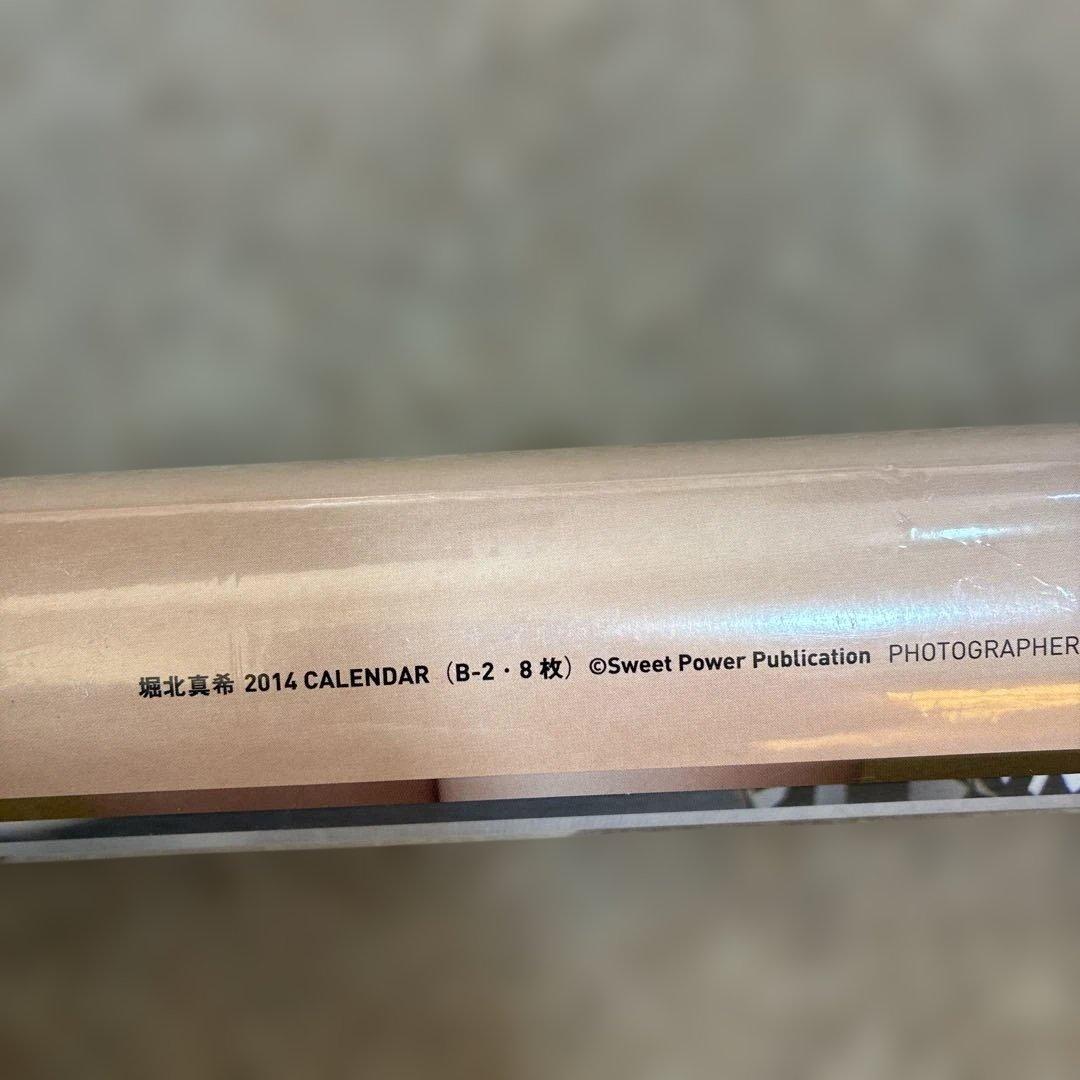 堀北真希 2014 CALENDAR（B-2・8 枚）©Sweet Power Publication PHOTOGRAPHER